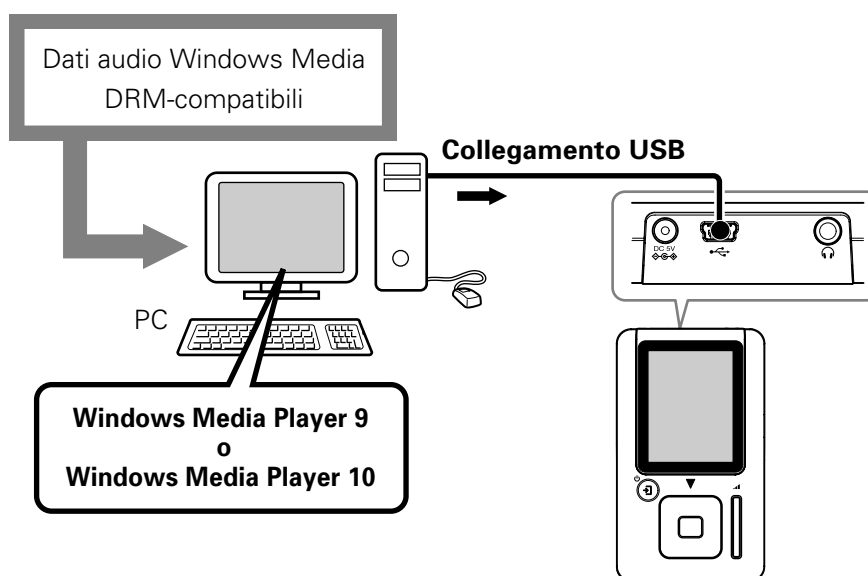 Dati audio Windows Media
DRM-compatibili
Collegamento USB
DC 5V
PC
Windows Media Player 9
o
Windows Media Player 10